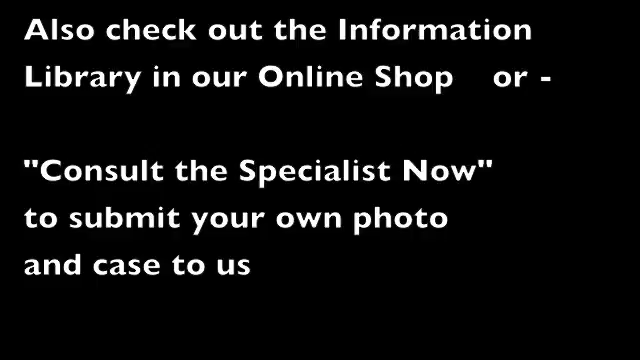 Also check out the Information
Library in our Online Shop or -
"Consult the Specialist Now"
to submit your own photo
and case to us